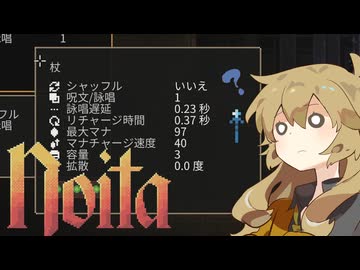 詠唱
1
杖
シャッフル いいえ
呪文/詠唱 1
詠唱遅延 0.23 秒
リチャージ時間 0.37 秒
最大マナ 97
マナチャージ速度 40
容量 3
拡散 0.0 度
?
Noita